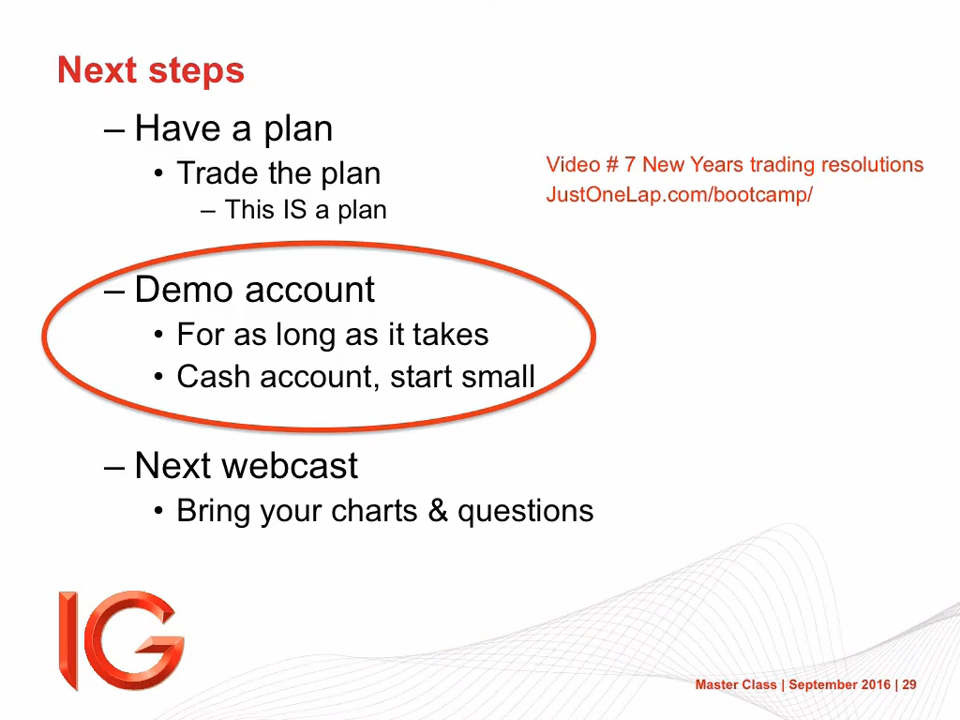 Next steps
– Have a plan
• Trade the plan
– This IS a plan
Video # 7 New Years trading resolutions
JustOneLap.com/bootcamp/
– Demo account
• For as long as it takes
• Cash account, start small
– Next webcast
• Bring your charts & questions
IG
Master Class | September 2016 | 29